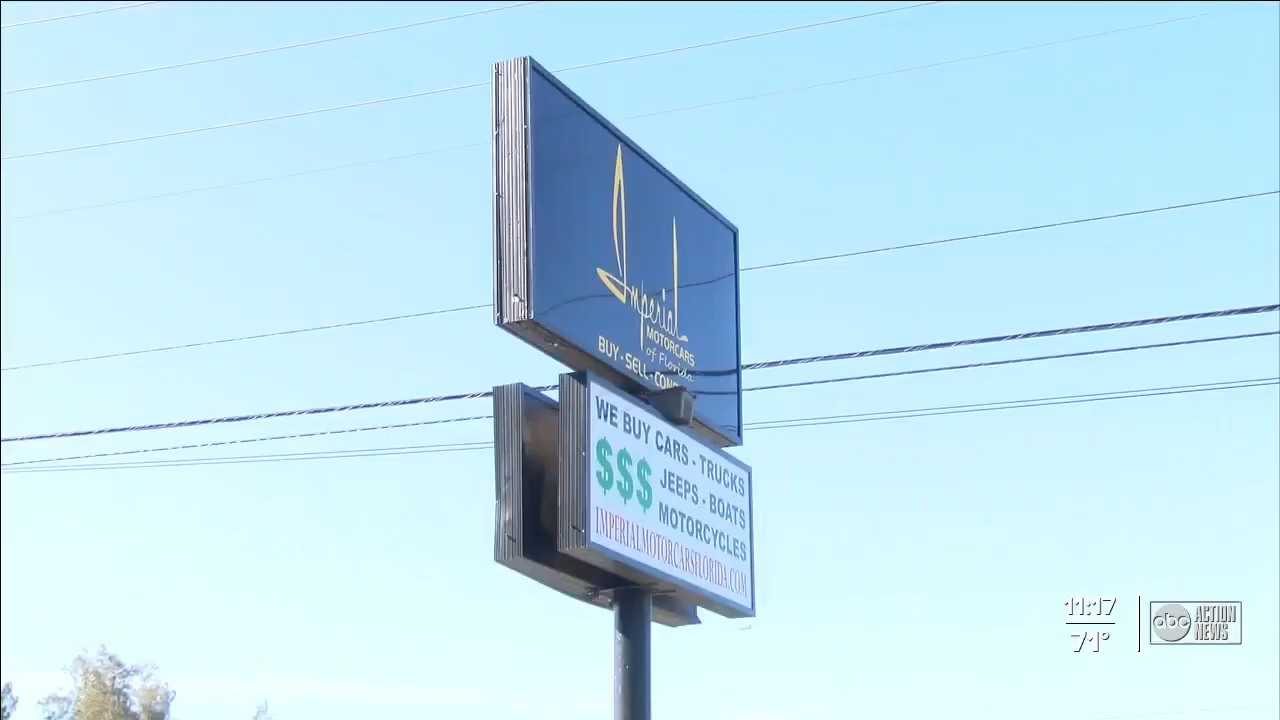 Imperial
MOTORCARS
of Florida
BUY - SELL -
WE BUY CARS - TRUCKS
$$$ JEEPS - BOATS
MOTORCYCLES
IMPERIALMOTORCARSFLORIDA.COM
11:17
71°
abc ACTION
NEWS